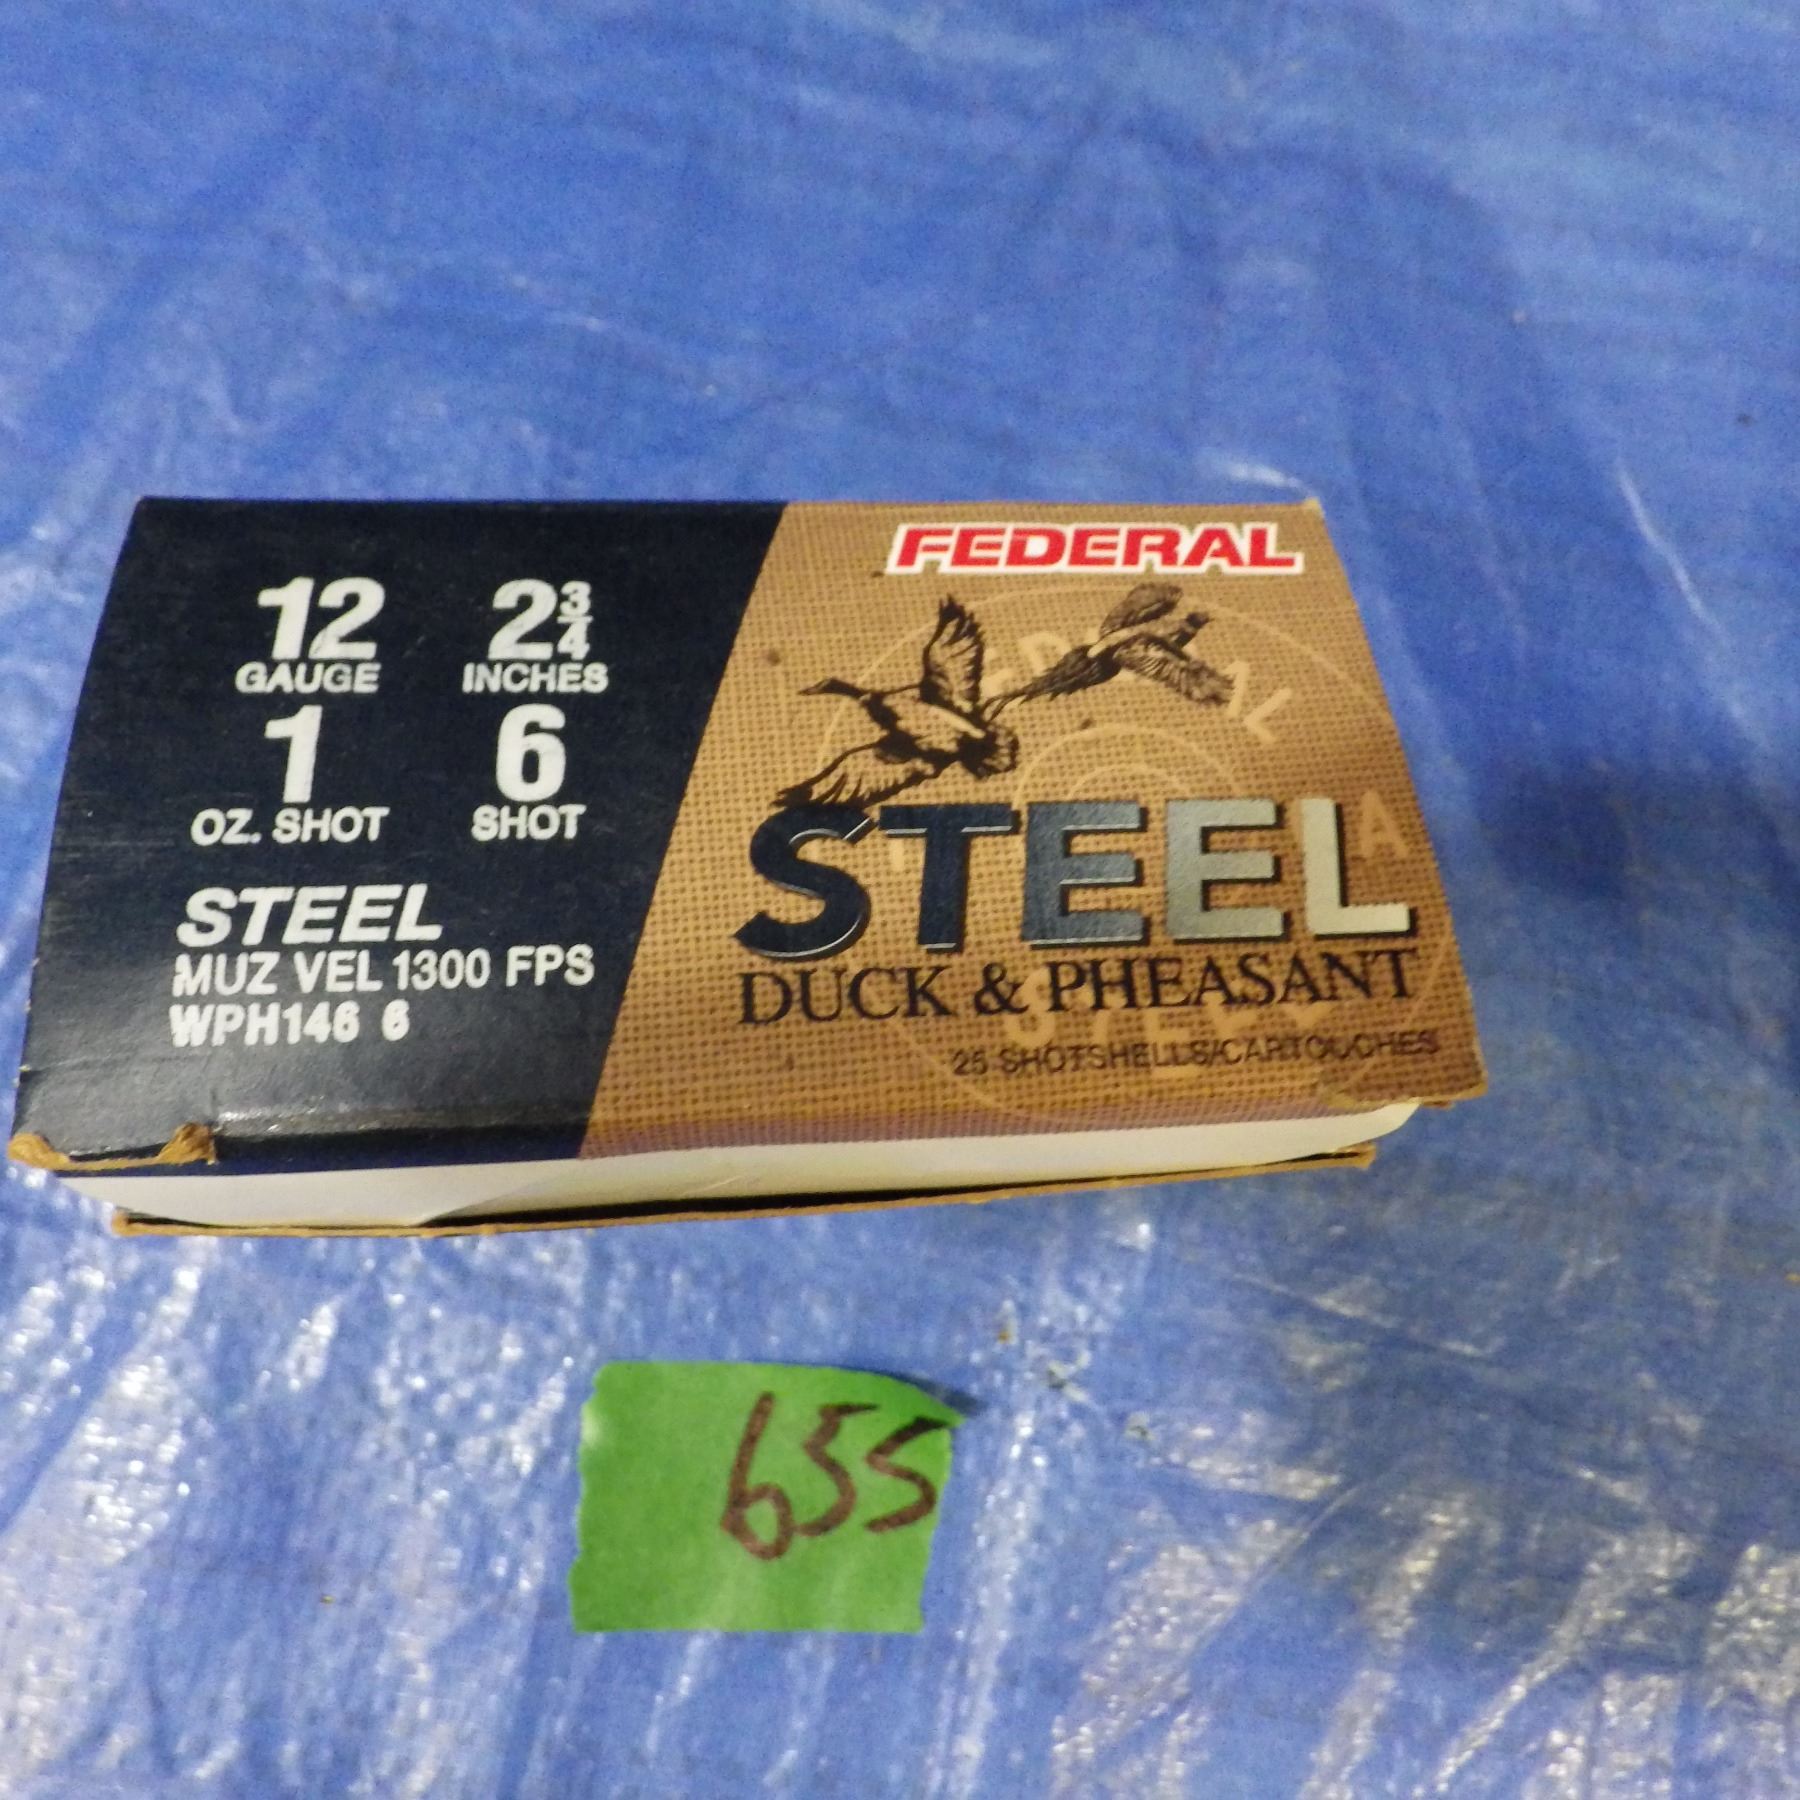 12 GAUGE
2 3/4 INCHES
1 OZ. SHOT
6 SHOT
STEEL
MUZ VEL 1300 FPS
WPH146 6
FEDERAL
STEEL
DUCK & PHEASANT
25 SHOTSHELLS/CARTOUCHES
655